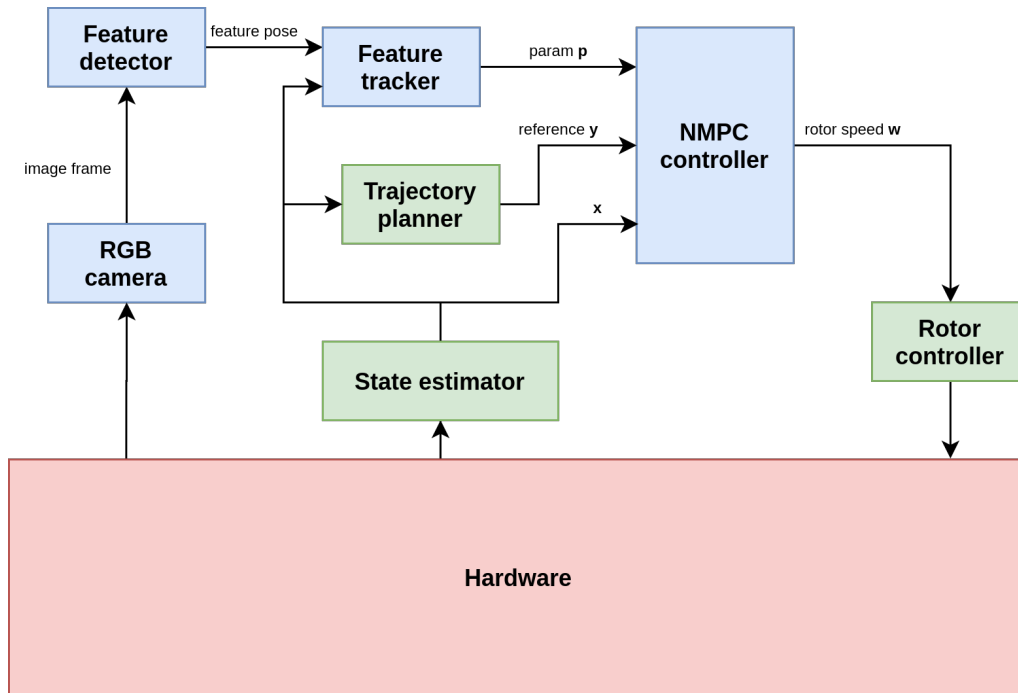 Feature
detector
feature pose
Feature
tracker
param p
NMPC
controller
reference y
rotor speed w
image frame
Trajectory
planner
x
RGB
camera
Rotor
controller
State estimator
Hardware